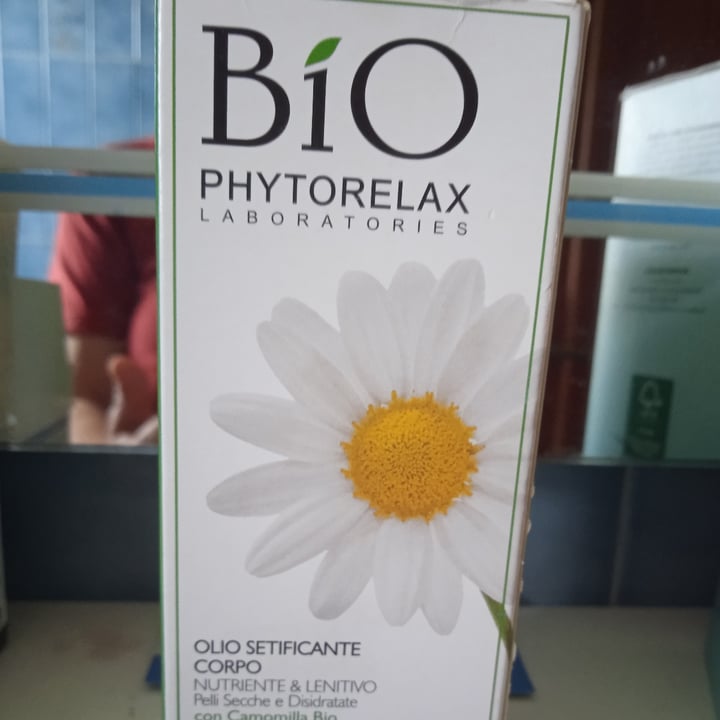 BiO
PHYTORELAX
LABORATORIES
OLIO SETIFICANTE
CORPO
NUTRIENTE & LENITIVO
Pelli Secche e Disidratate
con Camomilla Bio